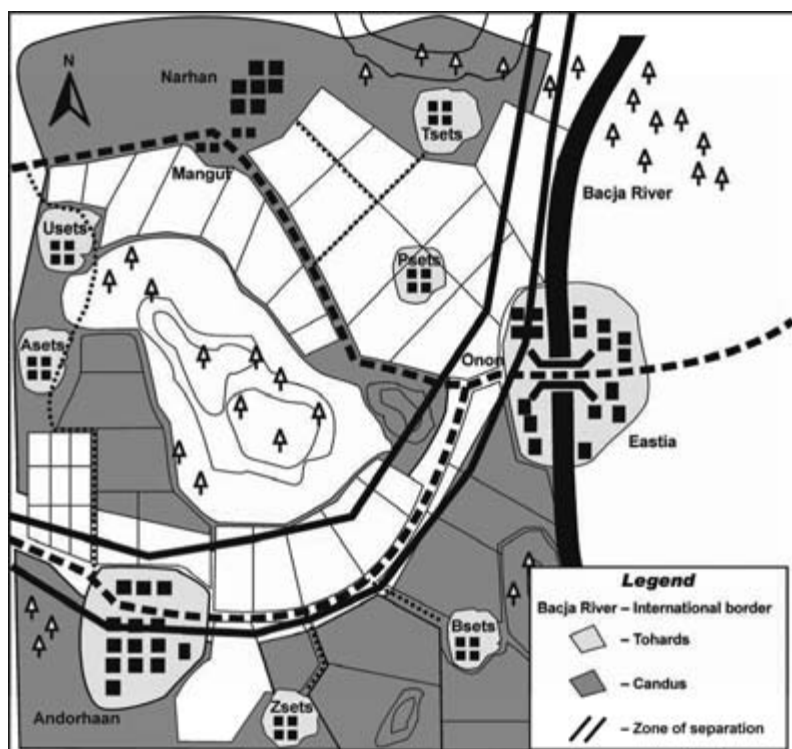 N
Narhan
Tsets
Mangut
Bacja River
Usets
Psets
Onon
Asets
Eastia
Legend
Bacja River – International border
– Tohards
– Candus
– Zone of separation
Bsets
Andorhaan
Zsets